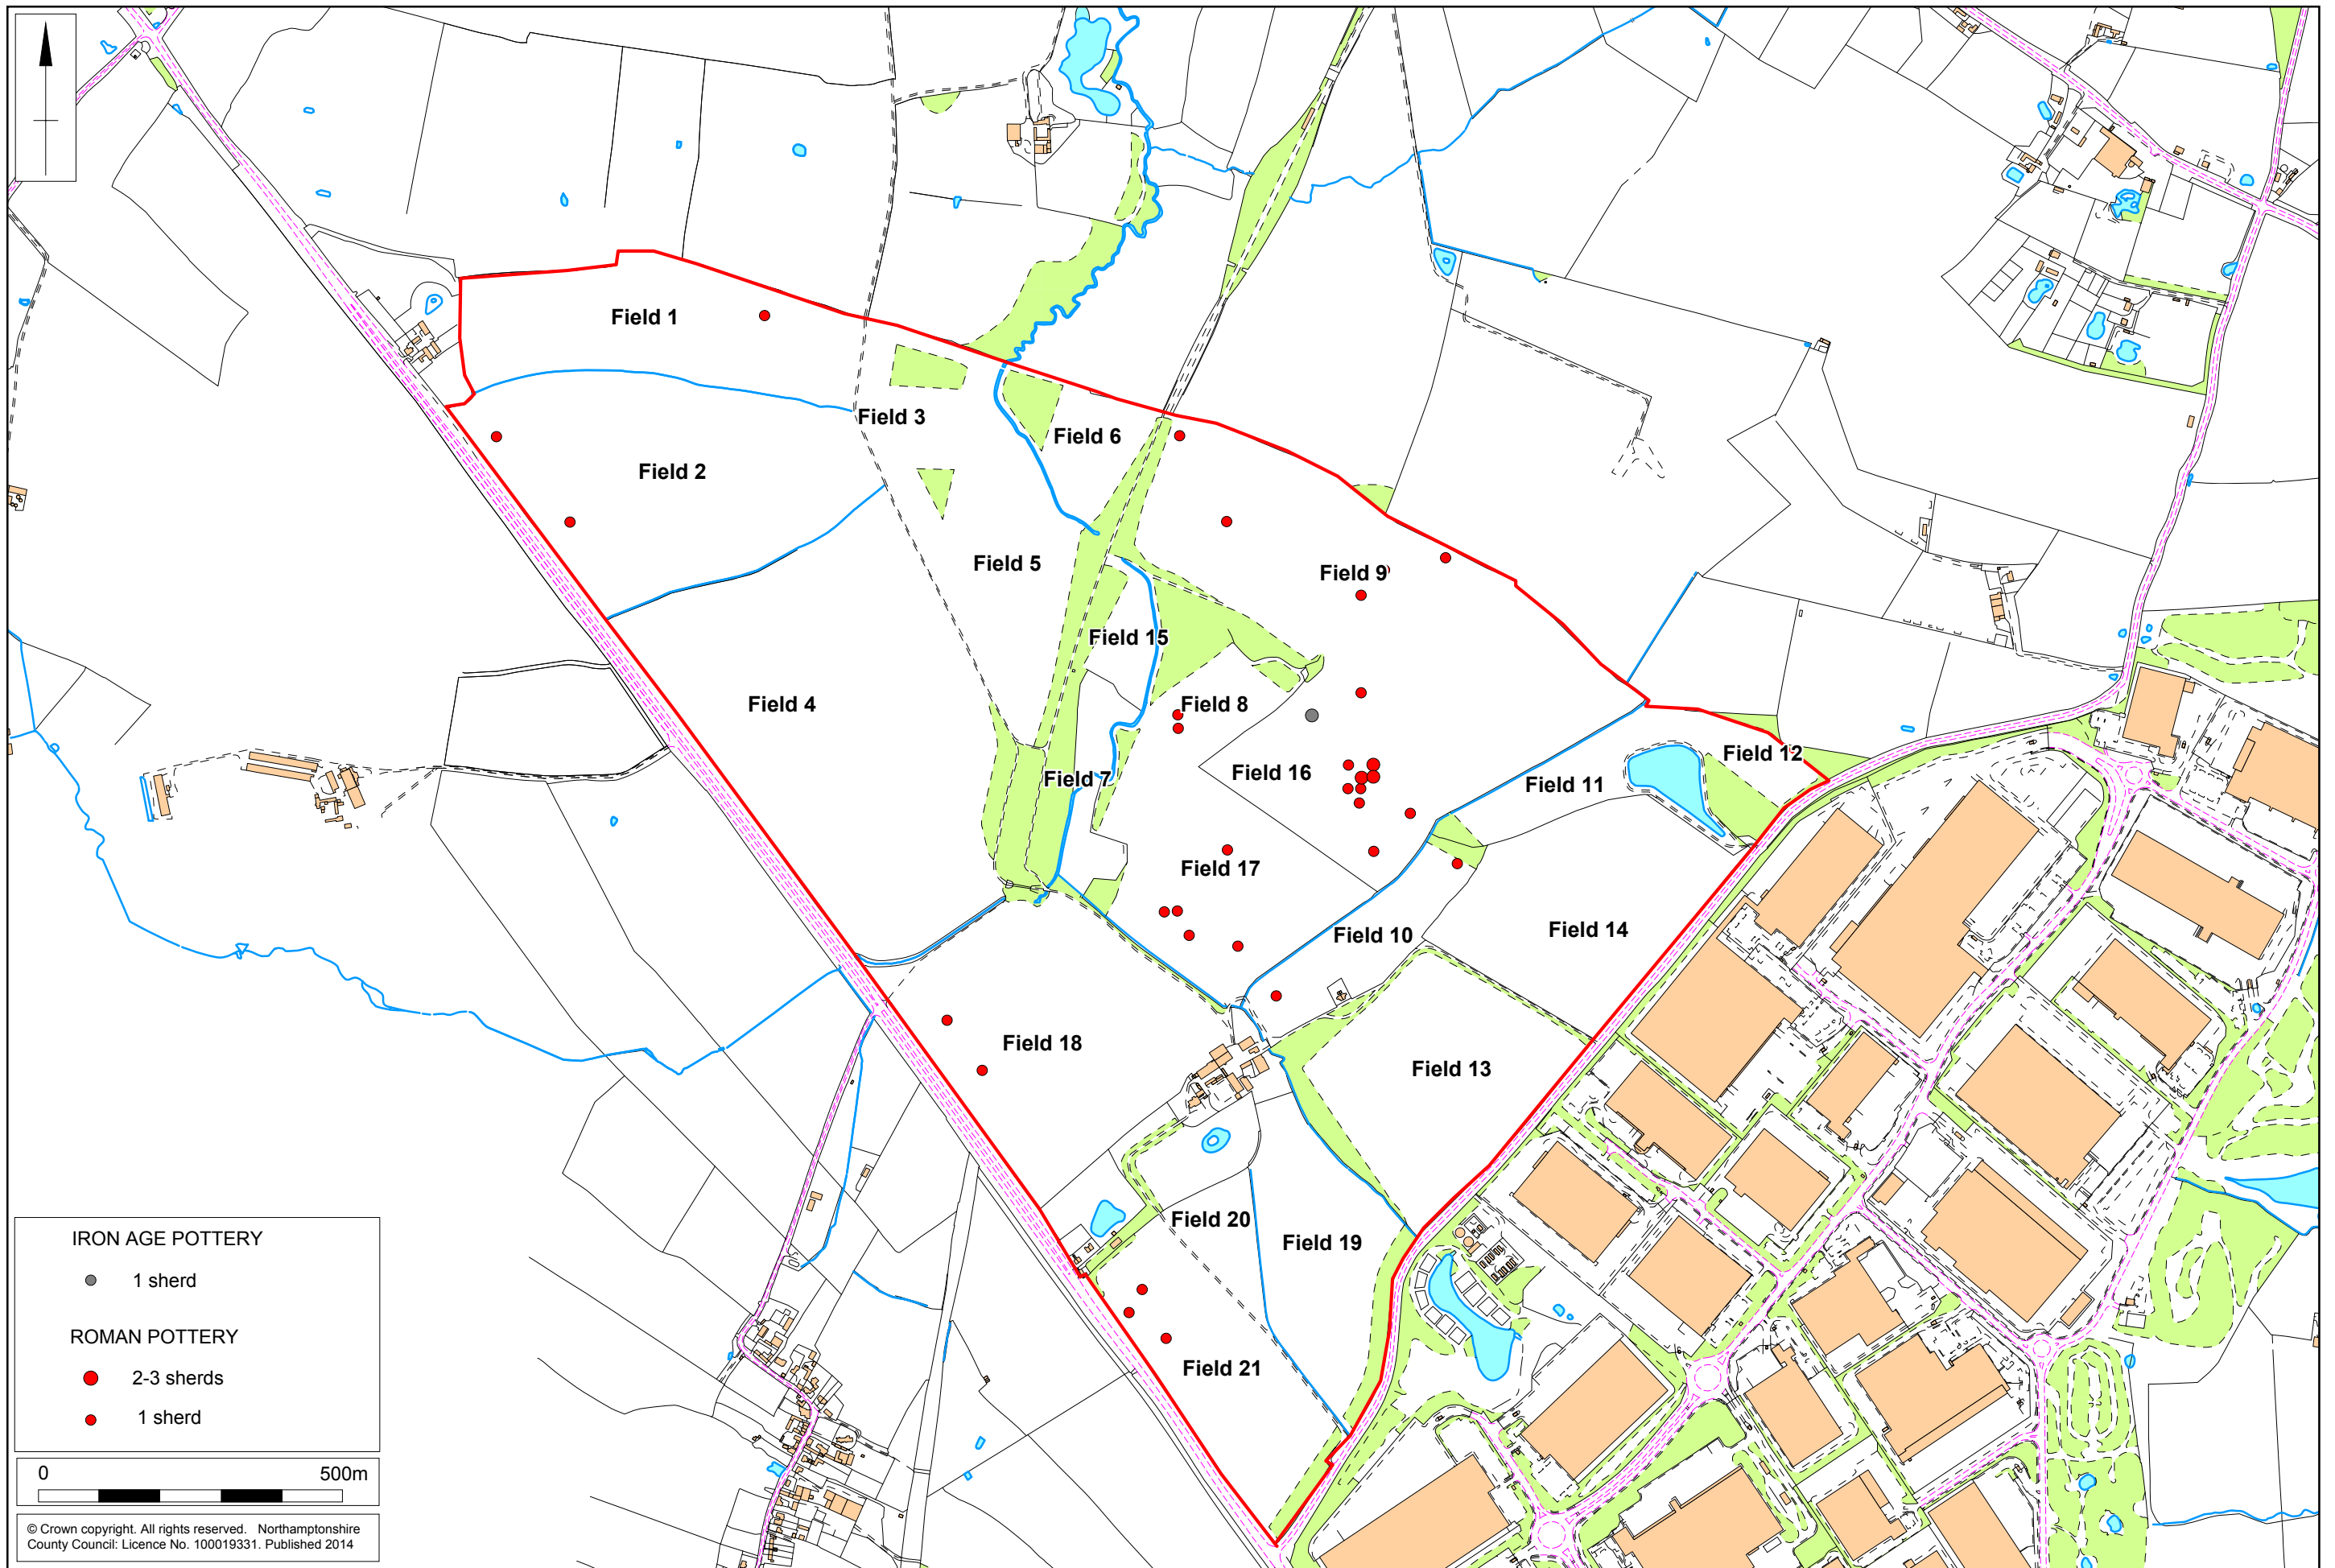 Field 1
Field 3
Field 6
Field 2
Field 5
Field 9
Field 15
Field 4
Field 8
Field 7
Field 16
Field 11
Field 12
Field 17
Field 10
Field 14
Field 18
Field 13
Field 20
Field 19
Field 21
IRON AGE POTTERY
1 sherd
ROMAN POTTERY
2-3 sherds
1 sherd
0 500m
© Crown copyright. All rights reserved. Northamptonshire
County Council: Licence No. 100019331. Published 2014